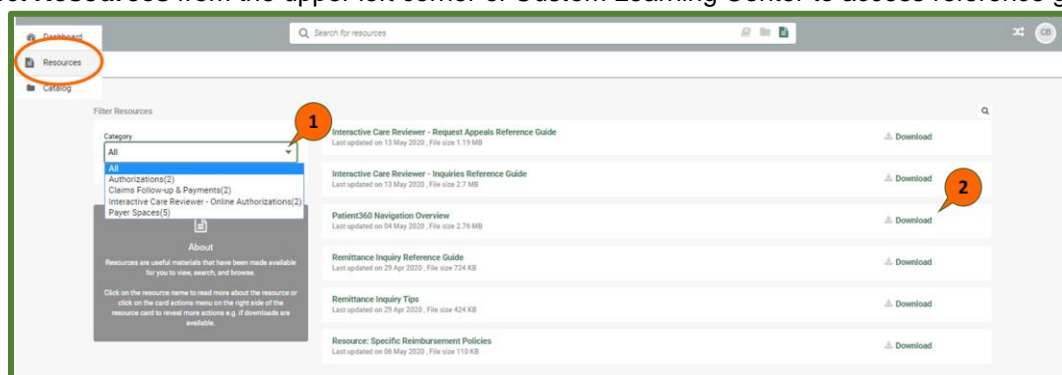 Resources from the upper left corner of Custom Learning Center to access reference
Dashboard
Search for resources
CB
Resources
Catalog
Filter Resources
Category
All
1
All
Authorizations(2)
Claims Follow-up & Payments(2)
Interactive Care Reviewer - Online Authorizations(2)
Payer Spaces(5)
About
Resources are useful materials that have been made available
for you to view, search, and browse.
Click on the resource name to read more about the resource or
click on the card actions menu on the right side of the
resource card to reveal more actions e.g. if downloads are
available.
Interactive Care Reviewer - Request Appeals Reference Guide
Last updated on 13 May 2020 , File size 1.19 MB
Download
Interactive Care Reviewer - Inquiries Reference Guide
Last updated on 13 May 2020 , File size 2.7 MB
Download
2
Patient360 Navigation Overview
Last updated on 04 May 2020 , File size 2.76 MB
Download
Remittance Inquiry Reference Guide
Last updated on 29 Apr 2020 , File size 724 KB
Download
Remittance Inquiry Tips
Last updated on 29 Apr 2020 , File size 424 KB
Download
Resource: Specific Reimbursement Policies
Last updated on 06 May 2020 , File size 110 KB
Download